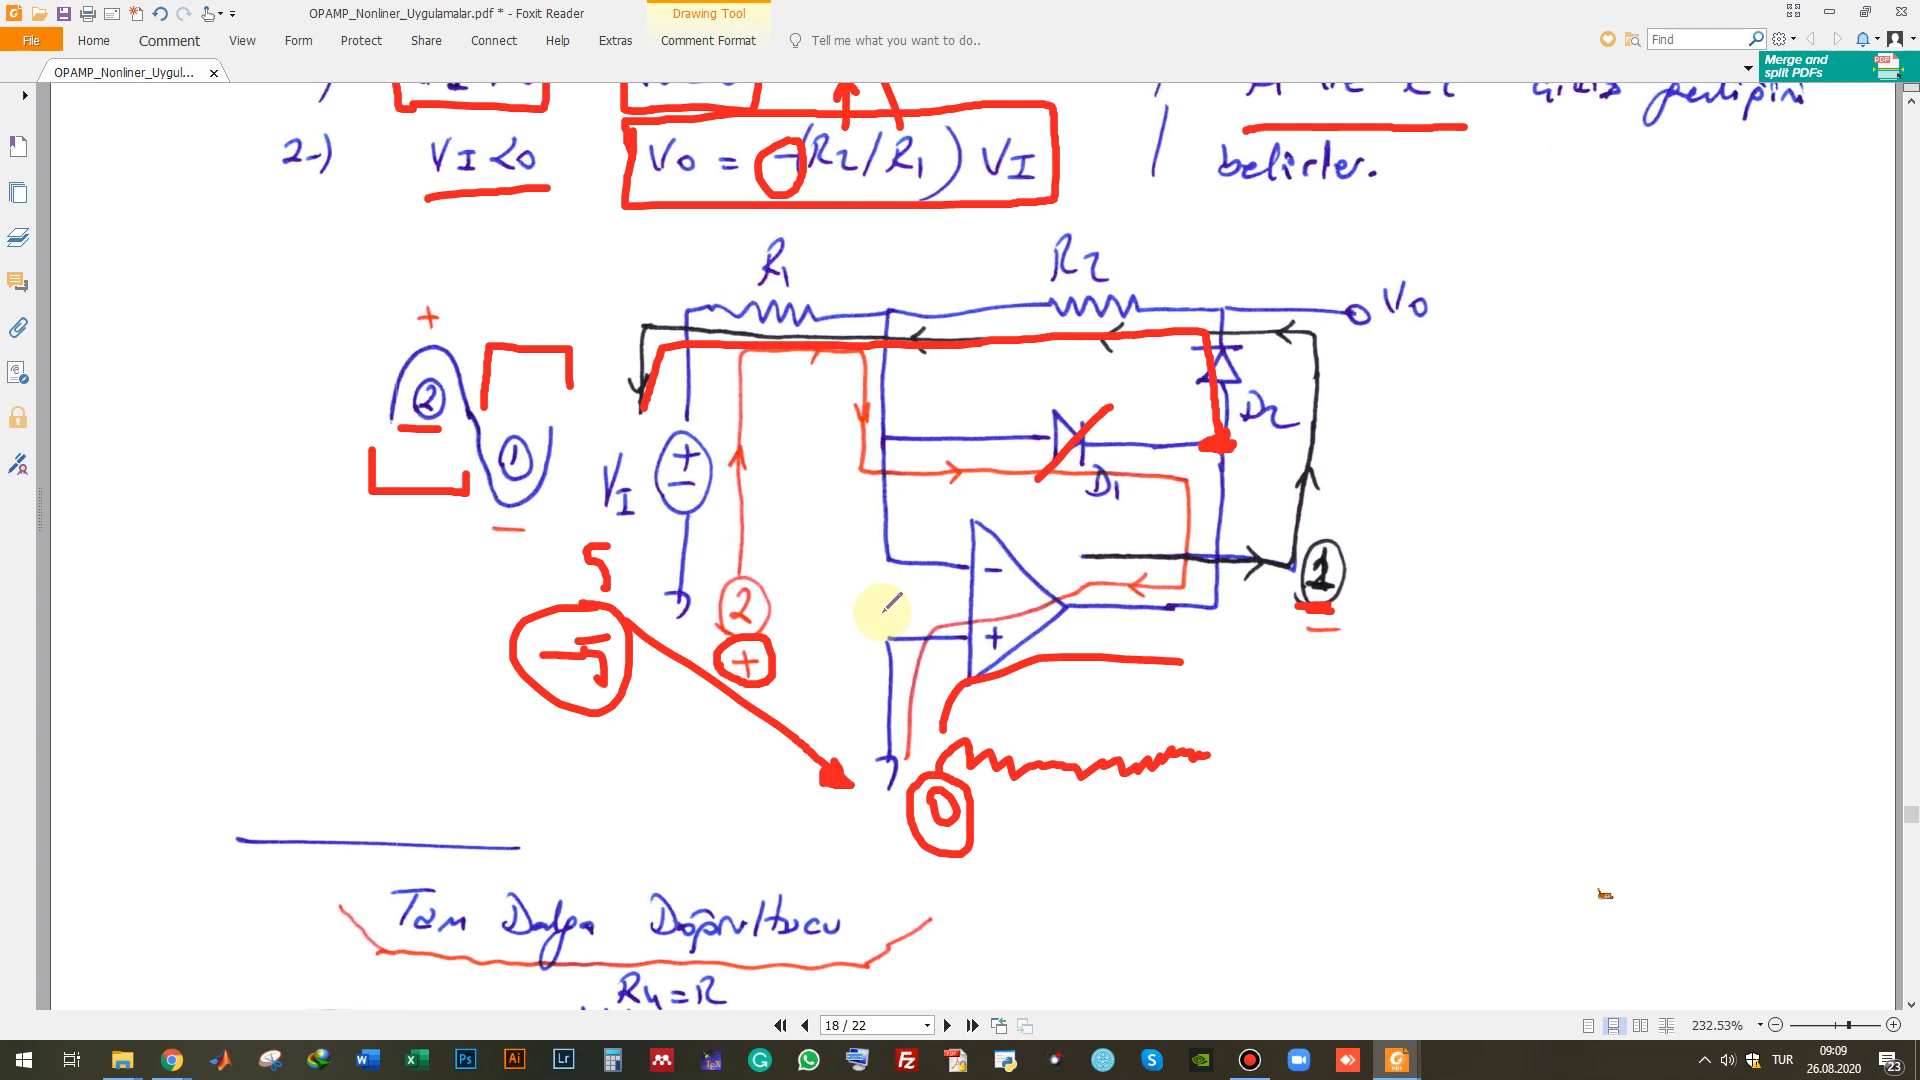 OPAMP_Nonliner_Uygulamalar.pdf * - Foxit Reader
Drawing Tool
File Home Comment View Form Protect Share Connect Help Extras Comment Format Tell me what you want to do.. Find
OPAMP_Nonliner_Uygul... Merge and
split PDFs
2-) VI <0 Vo = -(R2/R1) VI belirler.
R1 R2 Vo
+
2
1
VI + - D2
D1
5
-5
2
+
-
+
1
0
Tam Dalga Doğrultucu
R4 = R
18 / 22
232.53%
TUR
09:09
26.08.2020
23